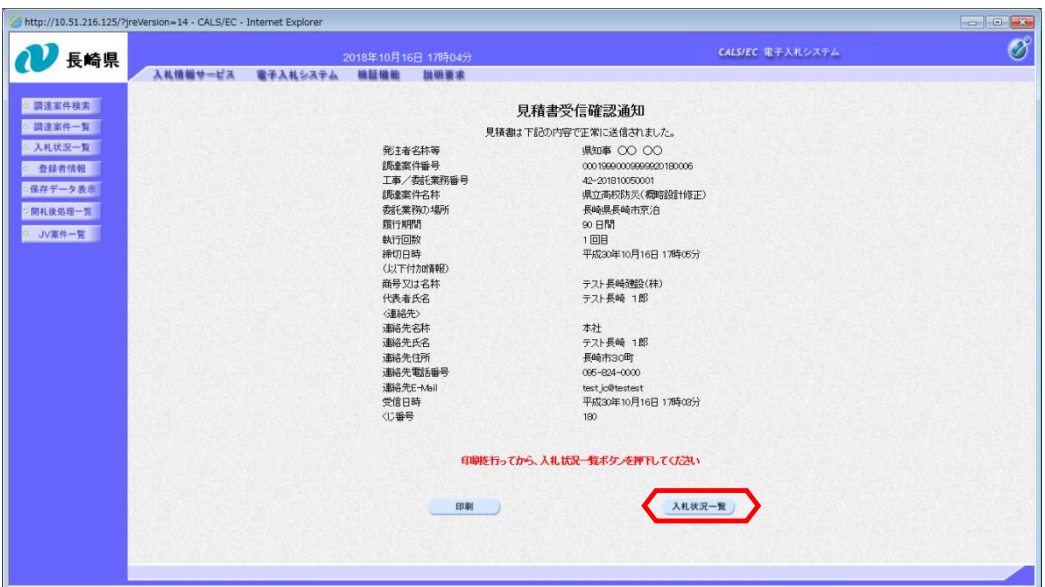 http://10.51.216.125/?jreVersion=14 - CALS/EC - Internet Explorer
長崎県
2018年10月16日 17時04分
CALS/EC 電子入札システム
入札情報サービス 電子入札システム 検証機能 説明要求
調達案件検索
調達案件一覧
入札状況一覧
登録者情報
保存データ表示
開札後処理一覧
JV案件一覧
見積書受信確認通知
見積書は下記の内容で正常に送信されました。
発注者名称等 県知事 〇〇 〇〇
調達案件番号 00019990009999920180006
工事/委託業務番号 42-201810050001
調達案件名称 県立高校防災(概略設計修正)
委託業務の場所 長崎県長崎市京泊
履行期間 90 日間
執行回数 1 回目
締切日時 平成30年10月16日 17時05分
(以下付加情報)
商号又は名称 テスト長崎建設(株)
代表者氏名 テスト長崎 1郎
<連絡先>
連絡先名称 本社
連絡先氏名 テスト長崎 1郎
連絡先住所 長崎市〇町
連絡先電話番号 095-824-0000
連絡先E-Mail test_jc@testest
受信日時 平成30年10月16日 17時03分
くじ番号 180
印刷を行ってから、入札状況一覧ボタンを押下してください
印刷
入札状況一覧